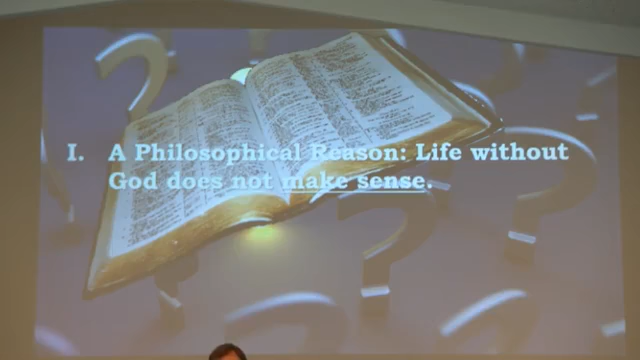 I. A Philosophical Reason: Life without
God does not make sense.